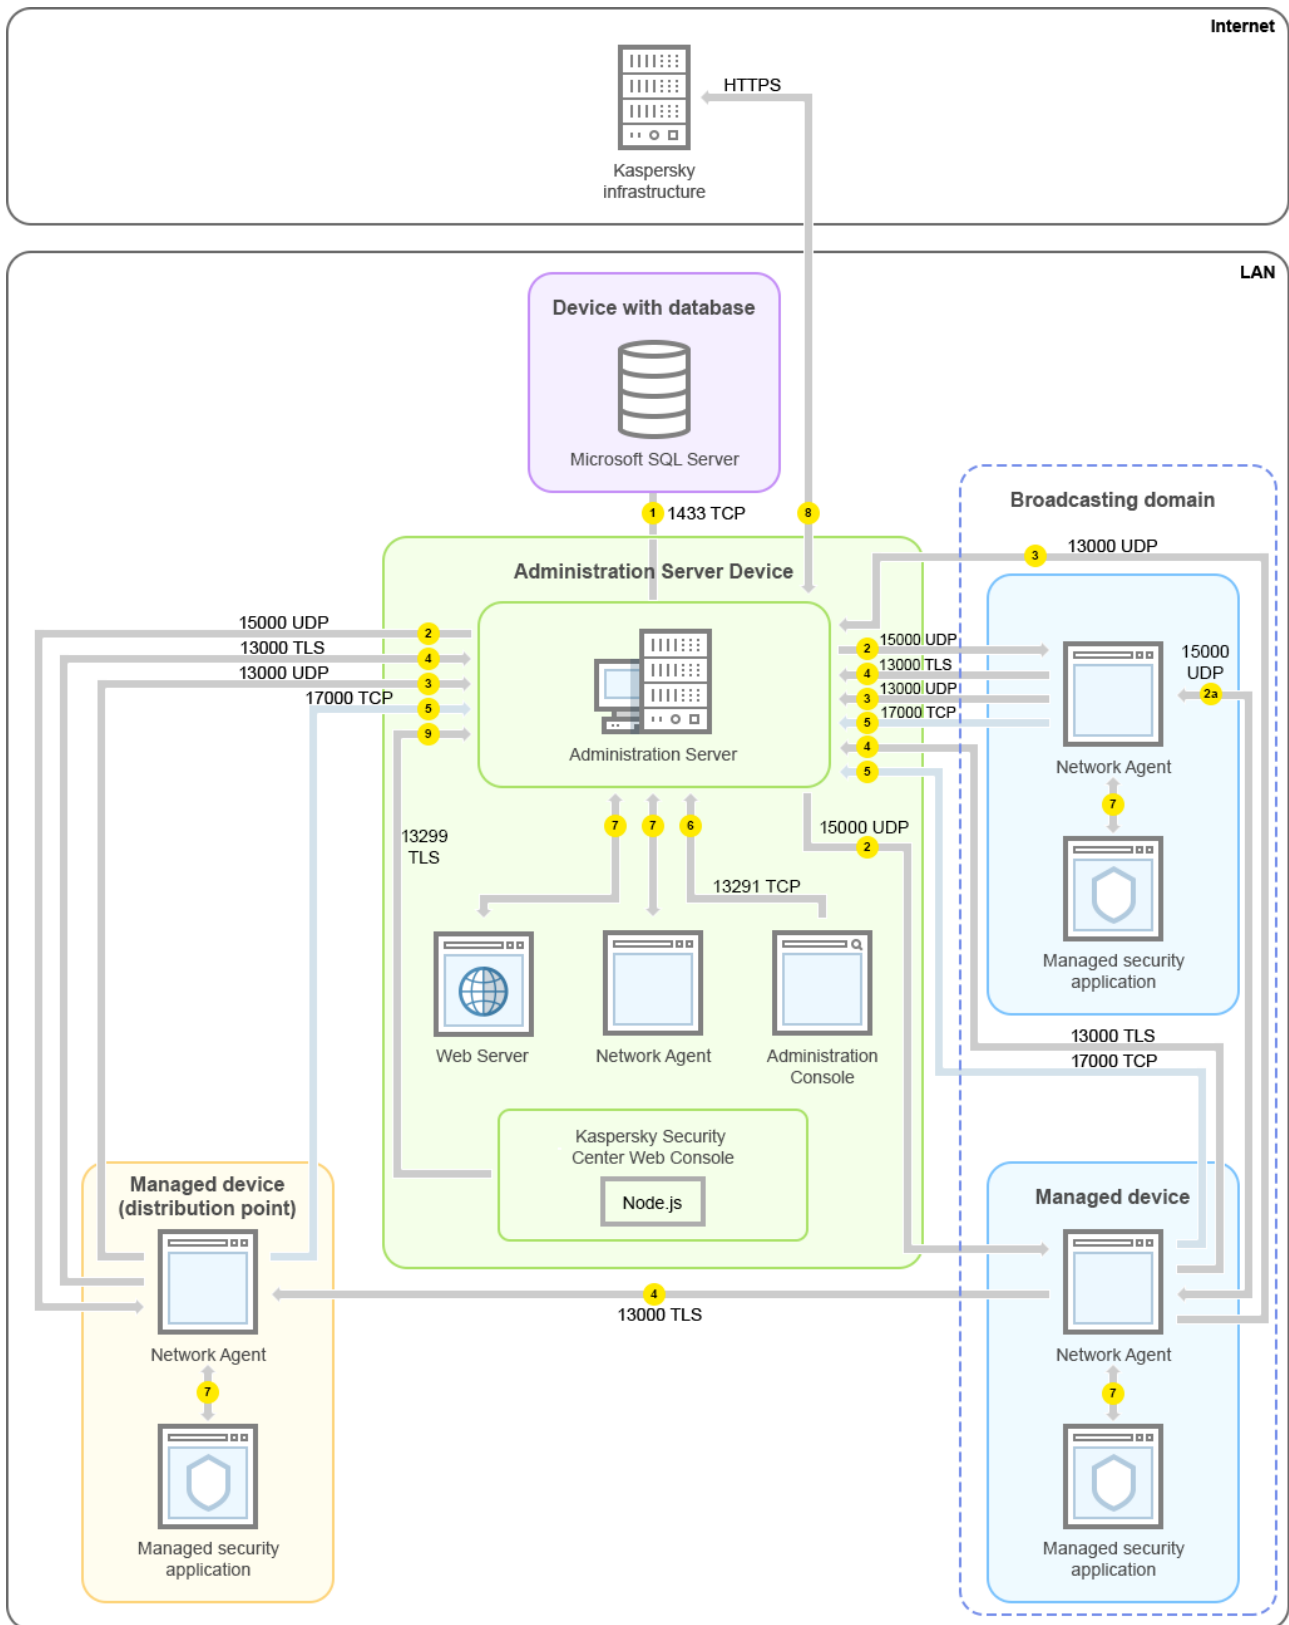 Internet
HTTPS
Kaspersky
infrastructure
LAN
Device with database
Microsoft SQL Server
1
1433 TCP
8
Broadcasting domain
3
13000 UDP
Administration Server Device
15000 UDP
2
13000 TLS
4
13000 UDP
3
17000 TCP
5
9
Administration Server
2
15000 UDP
4
13000 TLS
3
13000 UDP
5
17000 TCP
4
5
15000
UDP
2a
Network Agent
7
Managed security
application
13299
TLS
7
7
6
15000 UDP
2
13291 TCP
Web Server
Network Agent
Administration
Console
13000 TLS
17000 TCP
Kaspersky Security
Center Web Console
Node.js
Managed device
(distribution point)
Network Agent
7
Managed security
application
4
13000 TLS
Managed device
Network Agent
7
Managed security
application